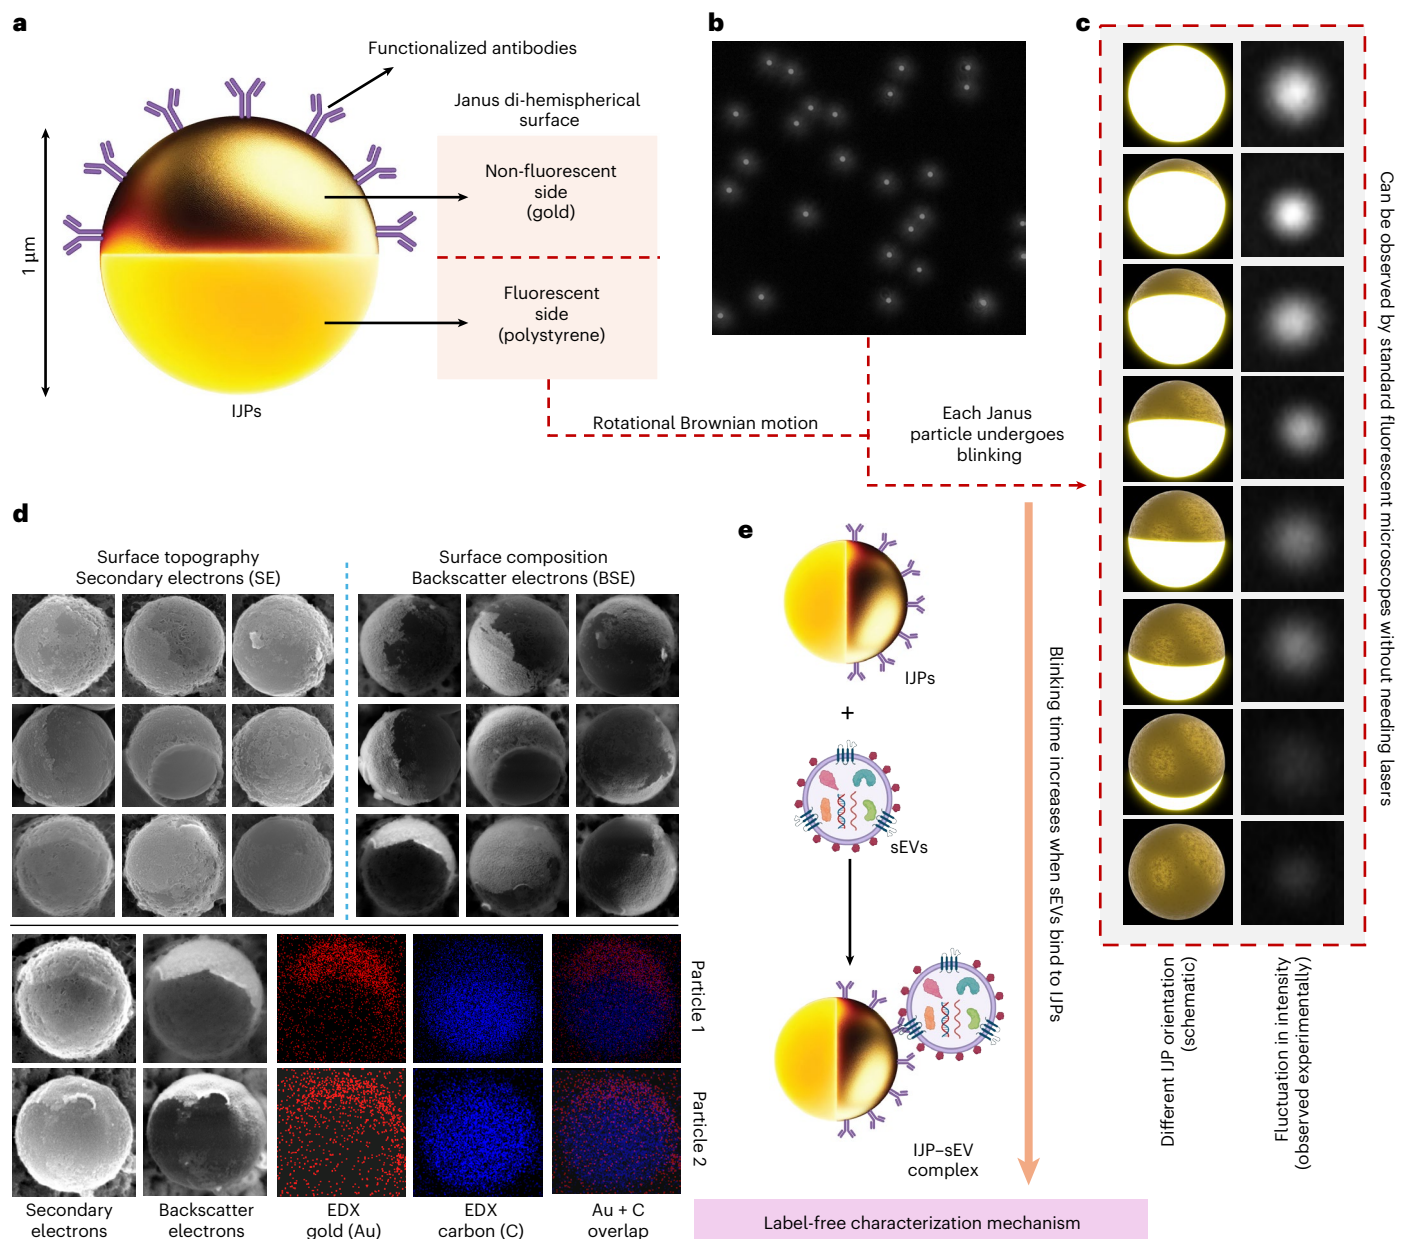 a
Functionalized antibodies
Janus di-hemispherical
surface
Non-fluorescent
side
(gold)
Fluorescent
side
(polystyrene)
1 μm
IJPs
Rotational Brownian motion
b
Each Janus
particle undergoes
blinking
c
Can be observed by standard fluorescent microscopes without needing lasers
Different IJP orientation
(schematic)
Fluctuation in intensity
(observed experimentally)
d
Surface topography
Secondary electrons (SE)
Surface composition
Backscatter electrons (BSE)
Particle 1
Particle 2
Secondary
electrons
Backscatter
electrons
EDX
gold (Au)
EDX
carbon (C)
Au + C
overlap
e
IJPs
+
sEVs
IJP–sEV
complex
Blinking time increases when sEVs bind to IJPs
Label-free characterization mechanism